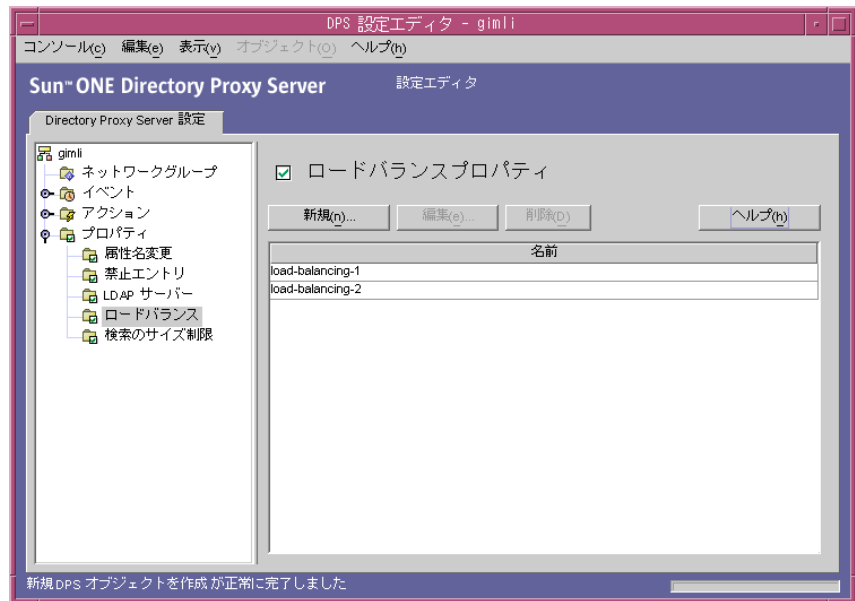 DPS 設定エディタ - gimli
コンソール(c) 編集(e) 表示(v) オブジェクト(o) ヘルプ(h)
Sun™ ONE Directory Proxy Server 設定エディタ
Directory Proxy Server 設定
gimli
ネットワークグループ
イベント
アクション
プロパティ
属性名変更
禁止エントリ
LDAP サーバー
ロードバランス
検索のサイズ制限
ロードバランスプロパティ
新規(n)... 編集(e)... 削除(D) ヘルプ(h)
名前
load-balancing-1
load-balancing-2
新規DPS オブジェクトを作成 が正常に完了しました